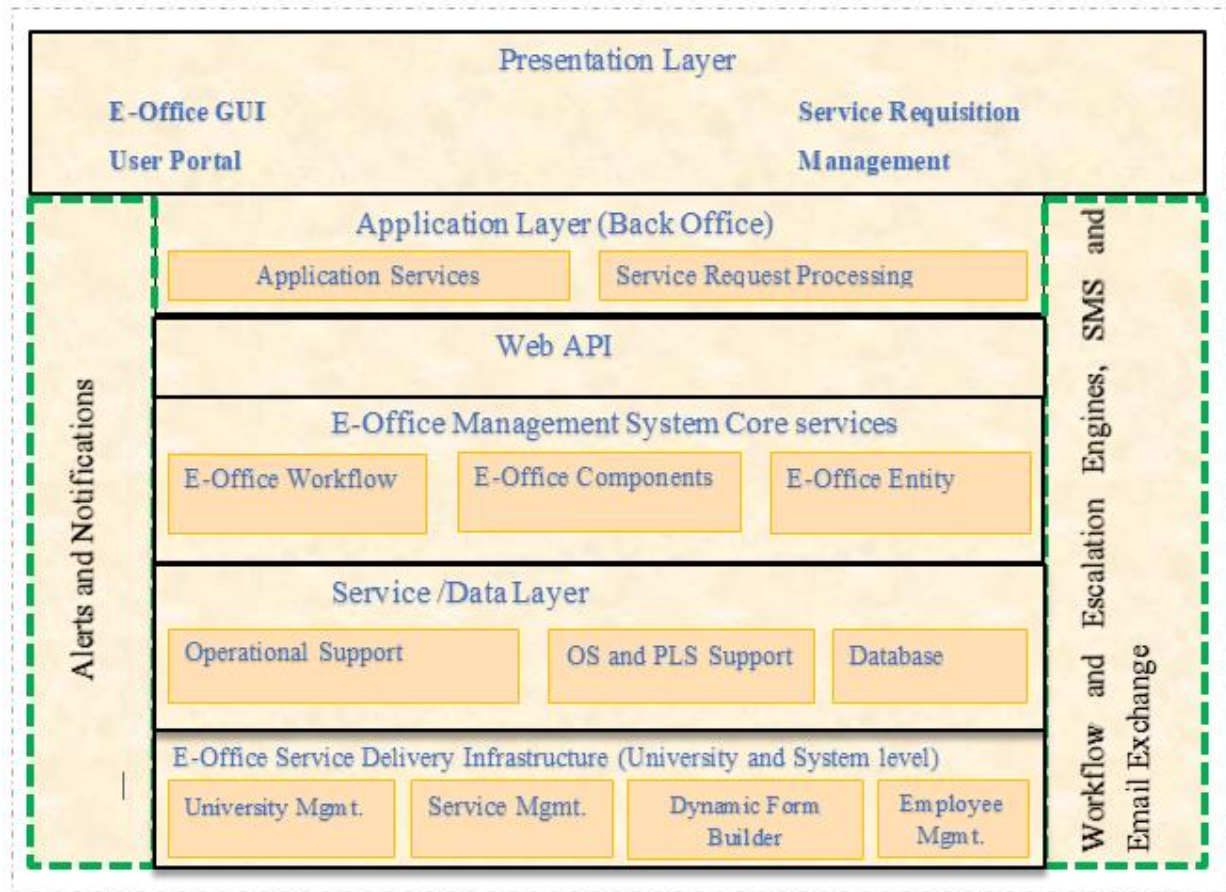 Presentation Layer
E-Office GUI
Service Requisition
User Portal
Management
Application Layer (Back Office)
Application Services
Service Request Processing
Web API
E-Office Management System Core services
E-Office Workflow
E-Office Components
E-Office Entity
Service /Data Layer
Operational Support
OS and PLS Support
Database
E-Office Service Delivery Infrastructure (University and System level)
University Mgmt.
Service Mgmt.
Dynamic Form
Builder
Employee
Mgmt.
Alerts and Notifications
Workflow and Escalation Engines, SMS and
Email Exchange